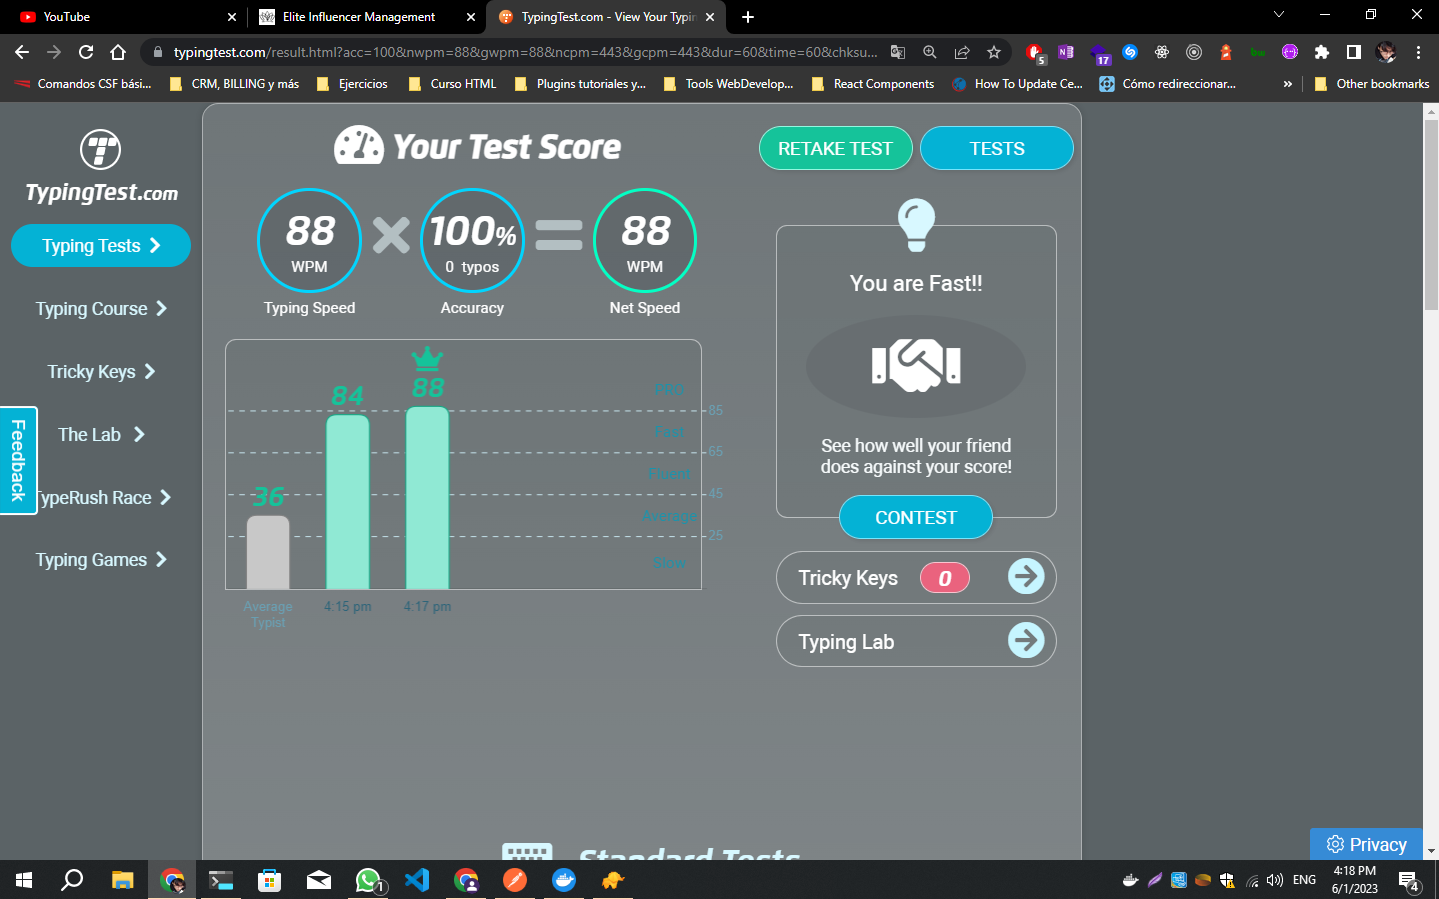 YouTube
Elite Influencer Management
TypingTest.com - View Your Typin
typingtest.com/result.html?acc=100&nwpm=88&gwpm=88&ncpm=443&gcpm=443&dur=60&time=60&chksu...
5
17
Comandos CSF bási...
CRM, BILLING y más
Ejercicios
Curso HTML
Plugins tutoriales y...
Tools WebDevelop...
React Components
How To Update Ce...
Cómo redireccionar...
»
Other bookmarks
TypingTest.com
Typing Tests
Typing Course
Tricky Keys
The Lab
ypeRush Race
Typing Games
Feedback
Your Test Score
RETAKE TEST
TESTS
88
WPM
Typing Speed
100%
0 typos
Accuracy
88
WPM
Net Speed
36
84
88
PRO
85
Fast
65
Fluent
45
Average
25
Slow
Average
Typist
4:15 pm
4:17 pm
You are Fast!!
See how well your friend
does against your score!
CONTEST
Tricky Keys 0
Typing Lab
Standard Tests
Privacy
1
ENG
4:18 PM
6/1/2023
4